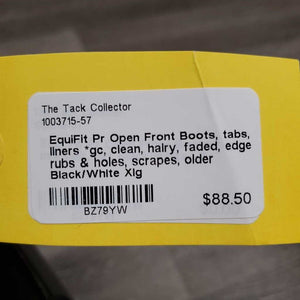 The Tack Collector
1003715-57
EquiFit Pr Open Front Boots, tabs,
liners *gc, clean, hairy, faded, edge
rubs & holes, scrapes, older
Black/White Xlg
$88.50
BZ79YW